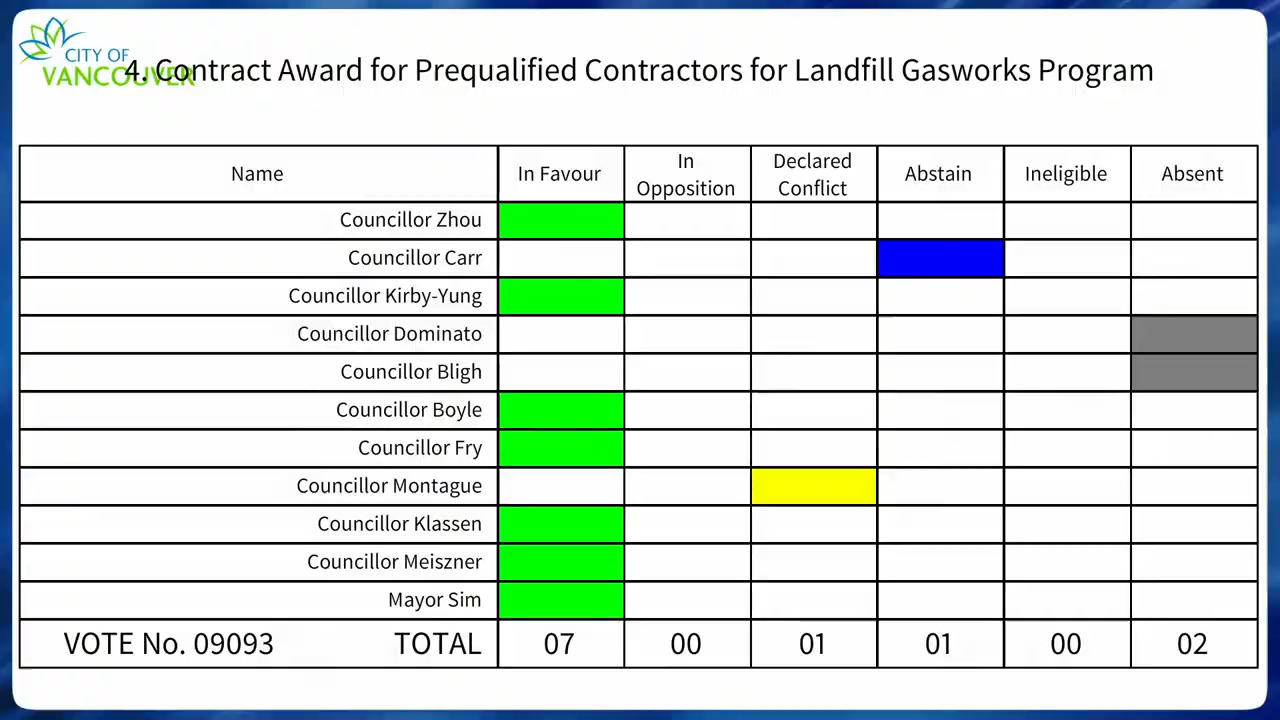 CITY OF
VANCOUVER
4. Contract Award for Prequalified Contractors for Landfill Gasworks Program
Name In Favour In Opposition Declared Conflict Abstain Ineligible Absent
Councillor Zhou
Councillor Carr
Councillor Kirby-Yung
Councillor Dominato
Councillor Bligh
Councillor Boyle
Councillor Fry
Councillor Montague
Councillor Klassen
Councillor Meiszner
Mayor Sim
VOTE No. 09093 TOTAL 07 00 01 01 00 02